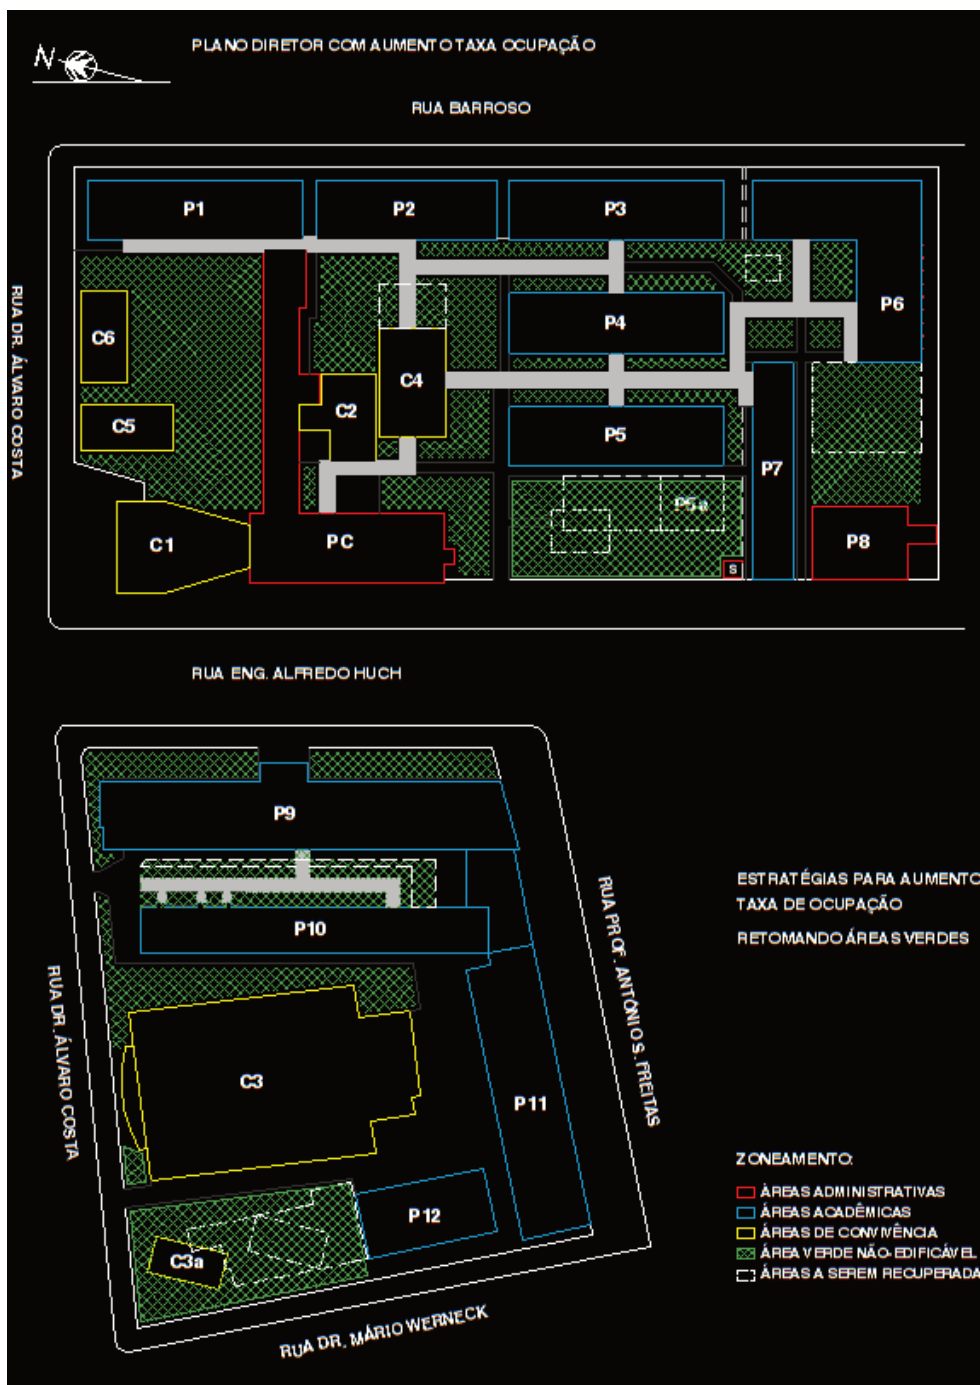 N
PLANO DIRETOR COM AUMENTO TAXA OCUPAÇÃO
RUA BARROSO
P1
P2
P3
P6
RUA DR. ÁLVARO COSTA
C6
P4
C4
C2
C5
P5
P7
P5a
C1
PC
P8
S
RUA ENG. ALFREDO HUCH
P9
ESTRATÉGIAS PARA AUMENTO
TAXA DE OCUPAÇÃO
RETOMANDO ÁREAS VERDES
P10
RUA PROF. ANTÓNIO S. FREITAS
RUA DR. ÁLVARO COSTA
C3
P11
P12
C3a
RUA DR. MÁRIO WERNECK
ZONEAMENTO:
ÁREAS ADMINISTRATIVAS
ÁREAS ACADÊMICAS
ÁREAS DE CONVIVÊNCIA
ÁREA VERDE NÃO-EDIFICÁVEL
ÁREAS A SEREM RECUPERADA